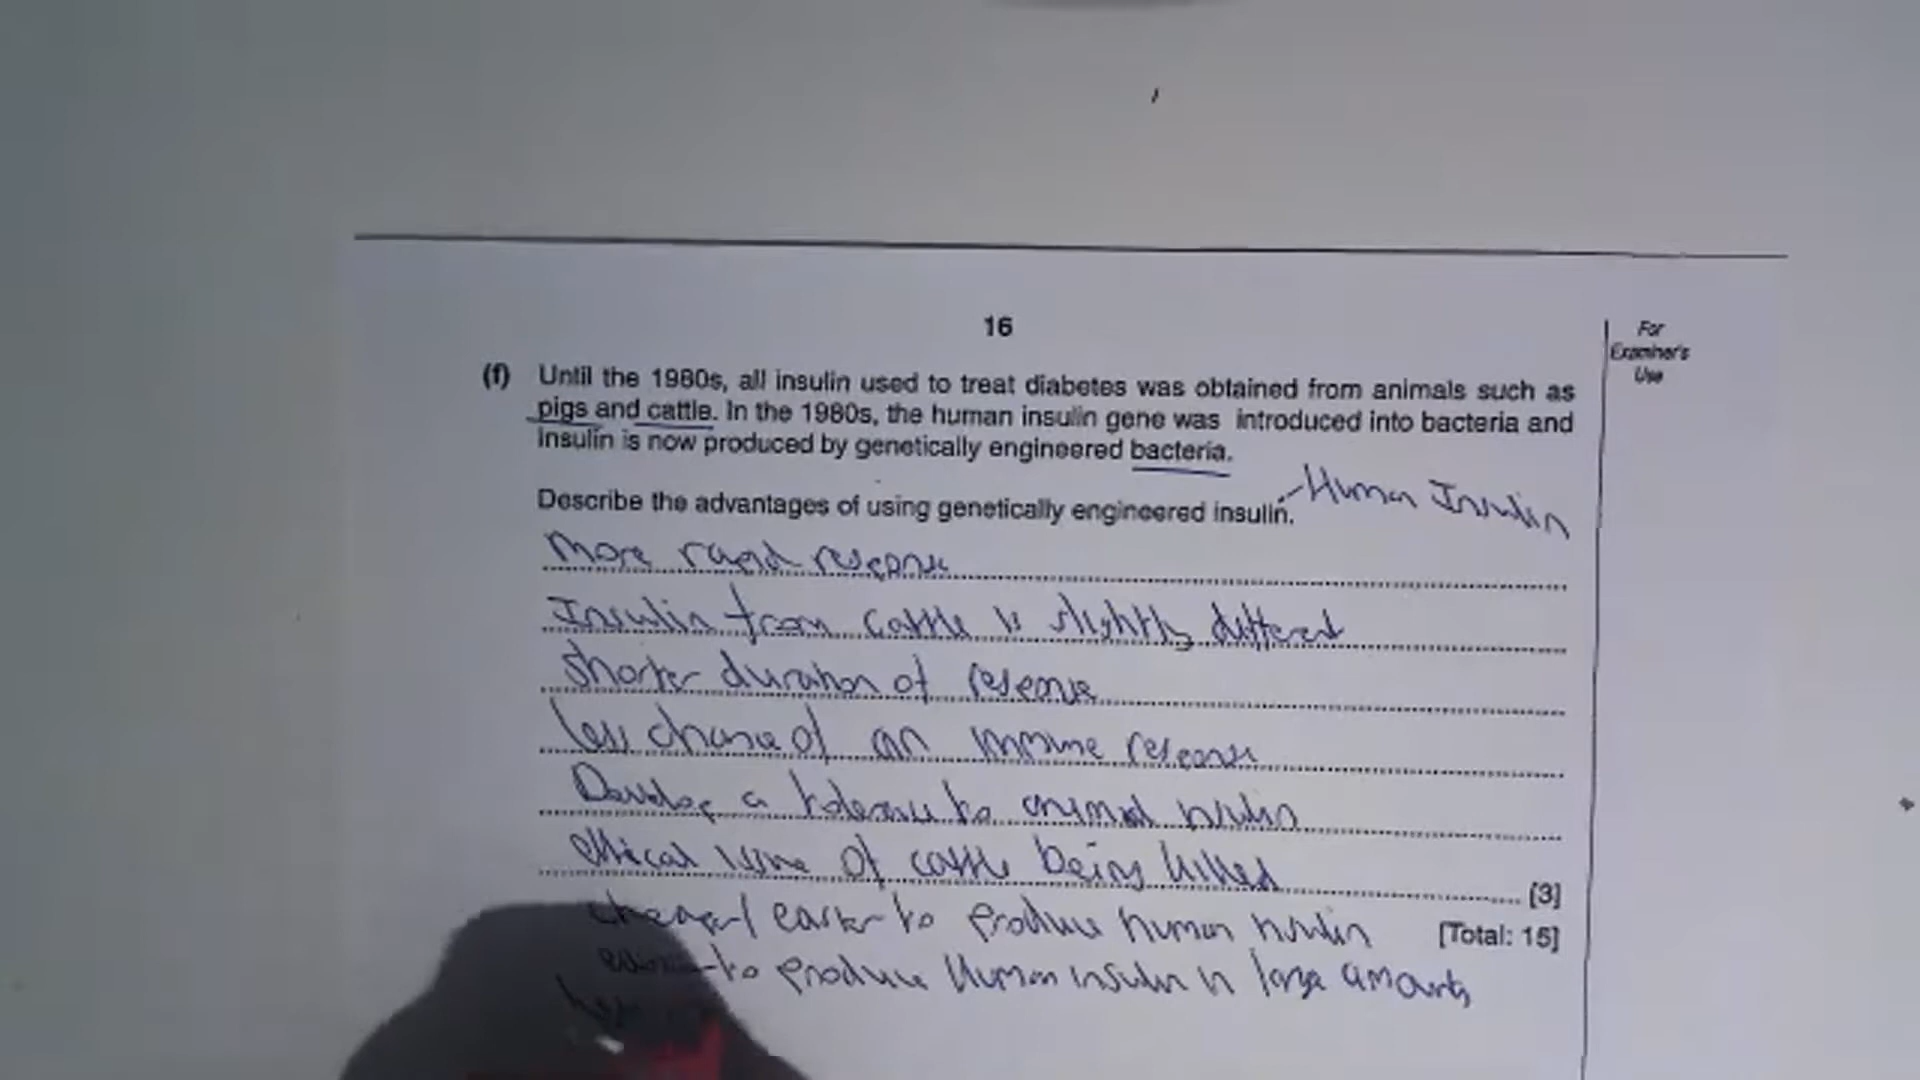 16
For
Examiner's
Use
(f) Until the 1980s, all insulin used to treat diabetes was obtained from animals such as
pigs and cattle. In the 1980s, the human insulin gene was introduced into bacteria and
insulin is now produced by genetically engineered bacteria.
Describe the advantages of using genetically engineered insulin.
Human Insulin
More rapid response
Insulin from cattle is slightly different
shorter duration of response
less chance of an immune response
Develop a tolerance to animal insulin
ethical issue of cattle being killed
[3]
cheaper / easier to produce human insulin
[Total: 15]
to produce Human insulin in large amounts